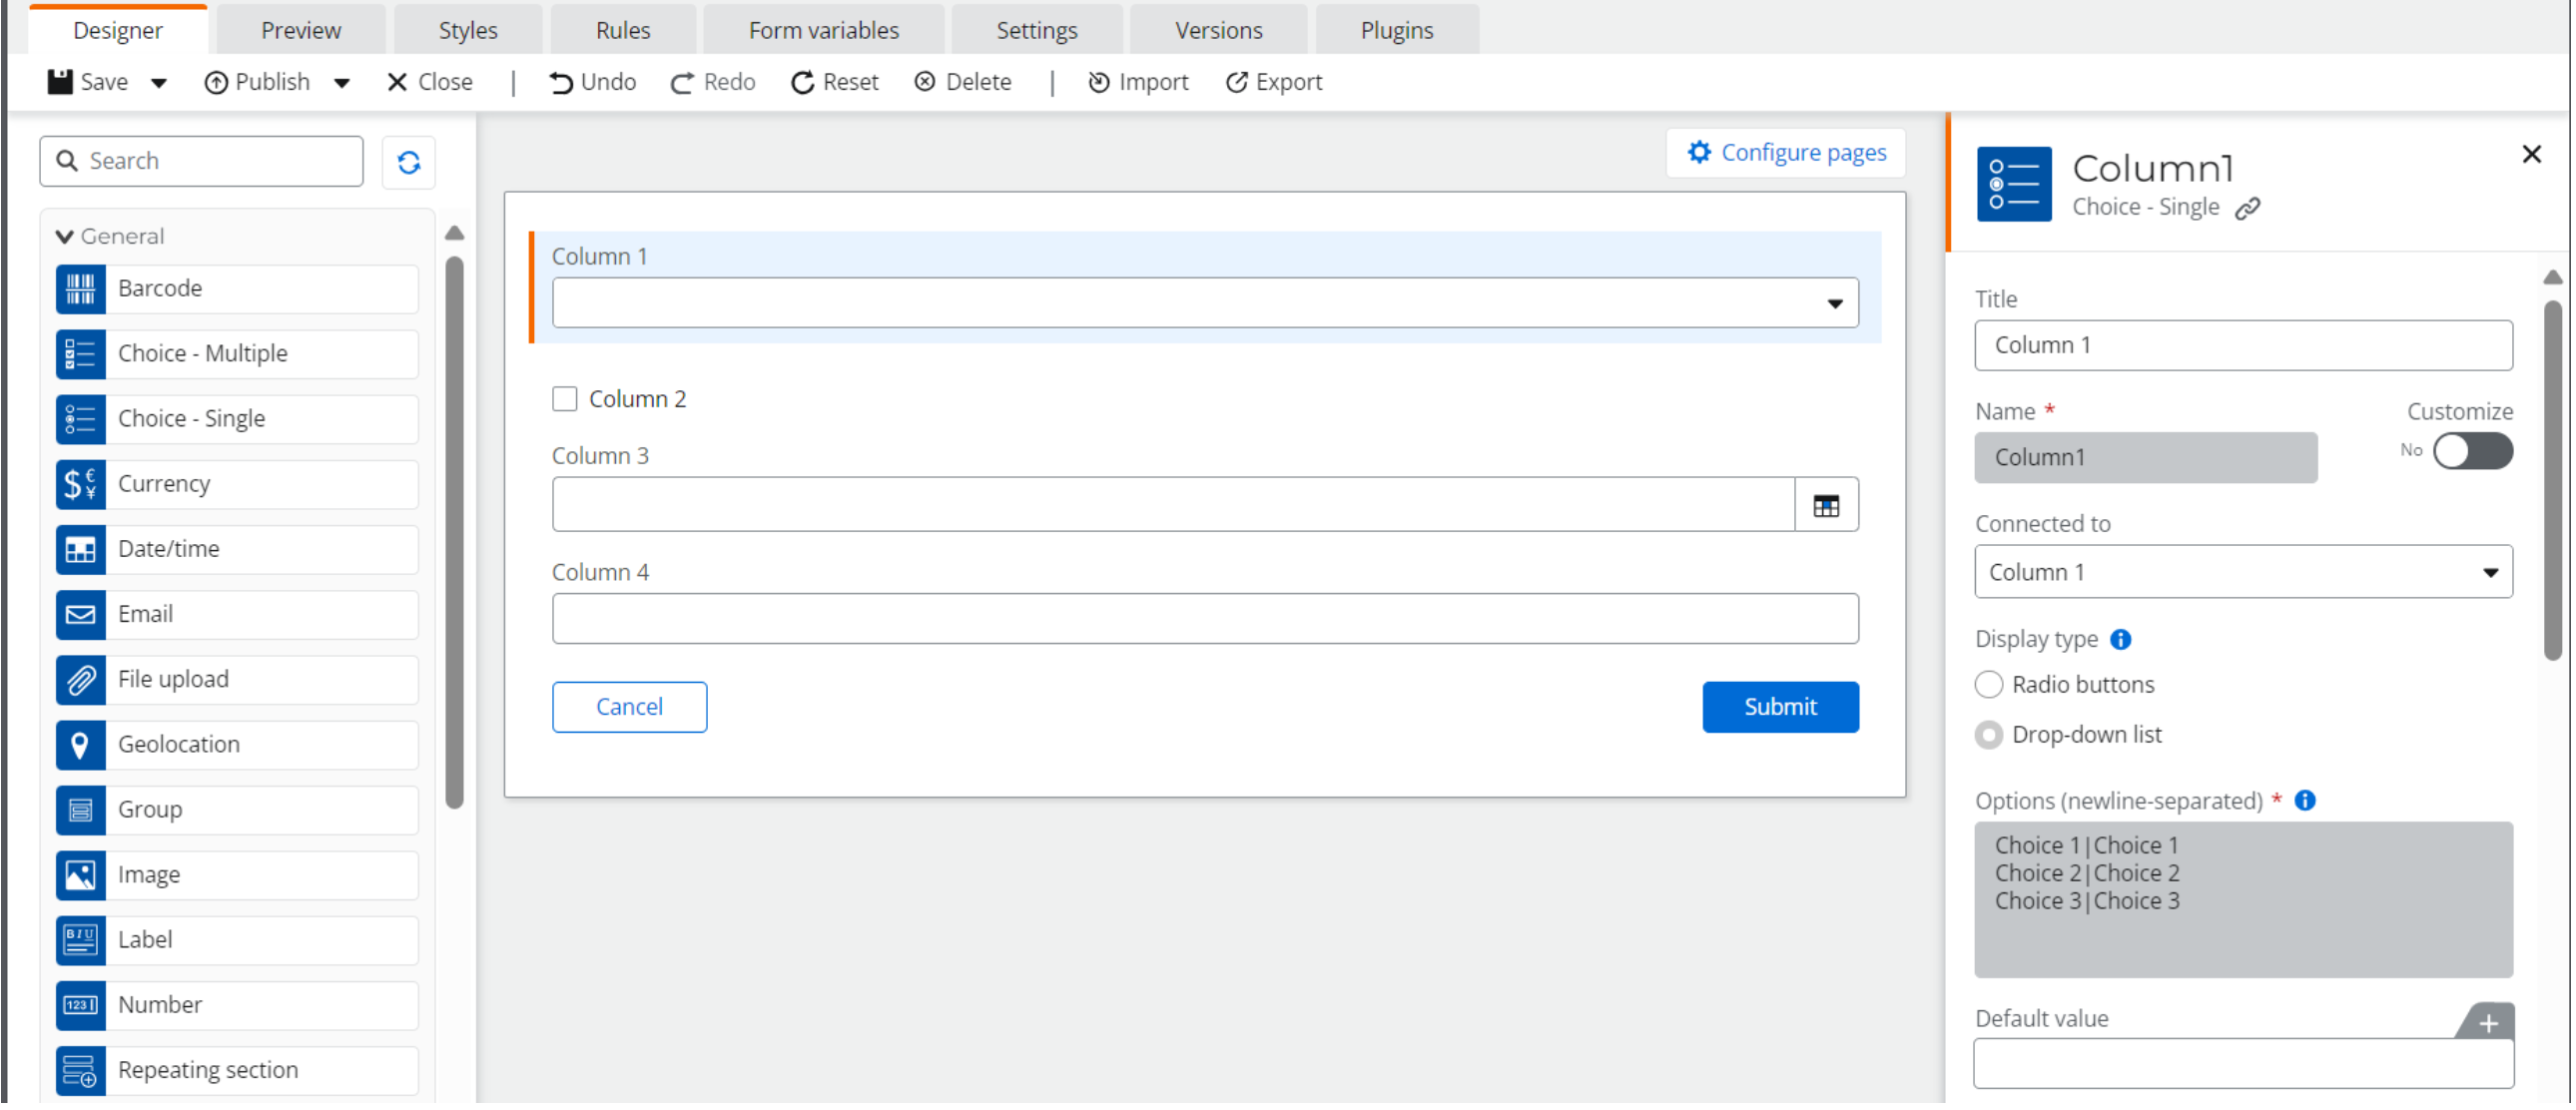 Designer Preview Styles Rules Form variables Settings Versions Plugins
Save Publish Close | Undo Redo Reset Delete | Import Export
Search
General
Barcode
Choice - Multiple
Choice - Single
Currency
Date/time
Email
File upload
Geolocation
Group
Image
Label
Number
Repeating section
Configure pages
Column 1
Column 2
Column 3
Column 4
Cancel Submit
Column1
Choice - Single
Title
Column 1
Name * Customize
Column1 No
Connected to
Column 1
Display type
Radio buttons
Drop-down list
Options (newline-separated) *
Choice 1|Choice 1
Choice 2|Choice 2
Choice 3|Choice 3
Default value